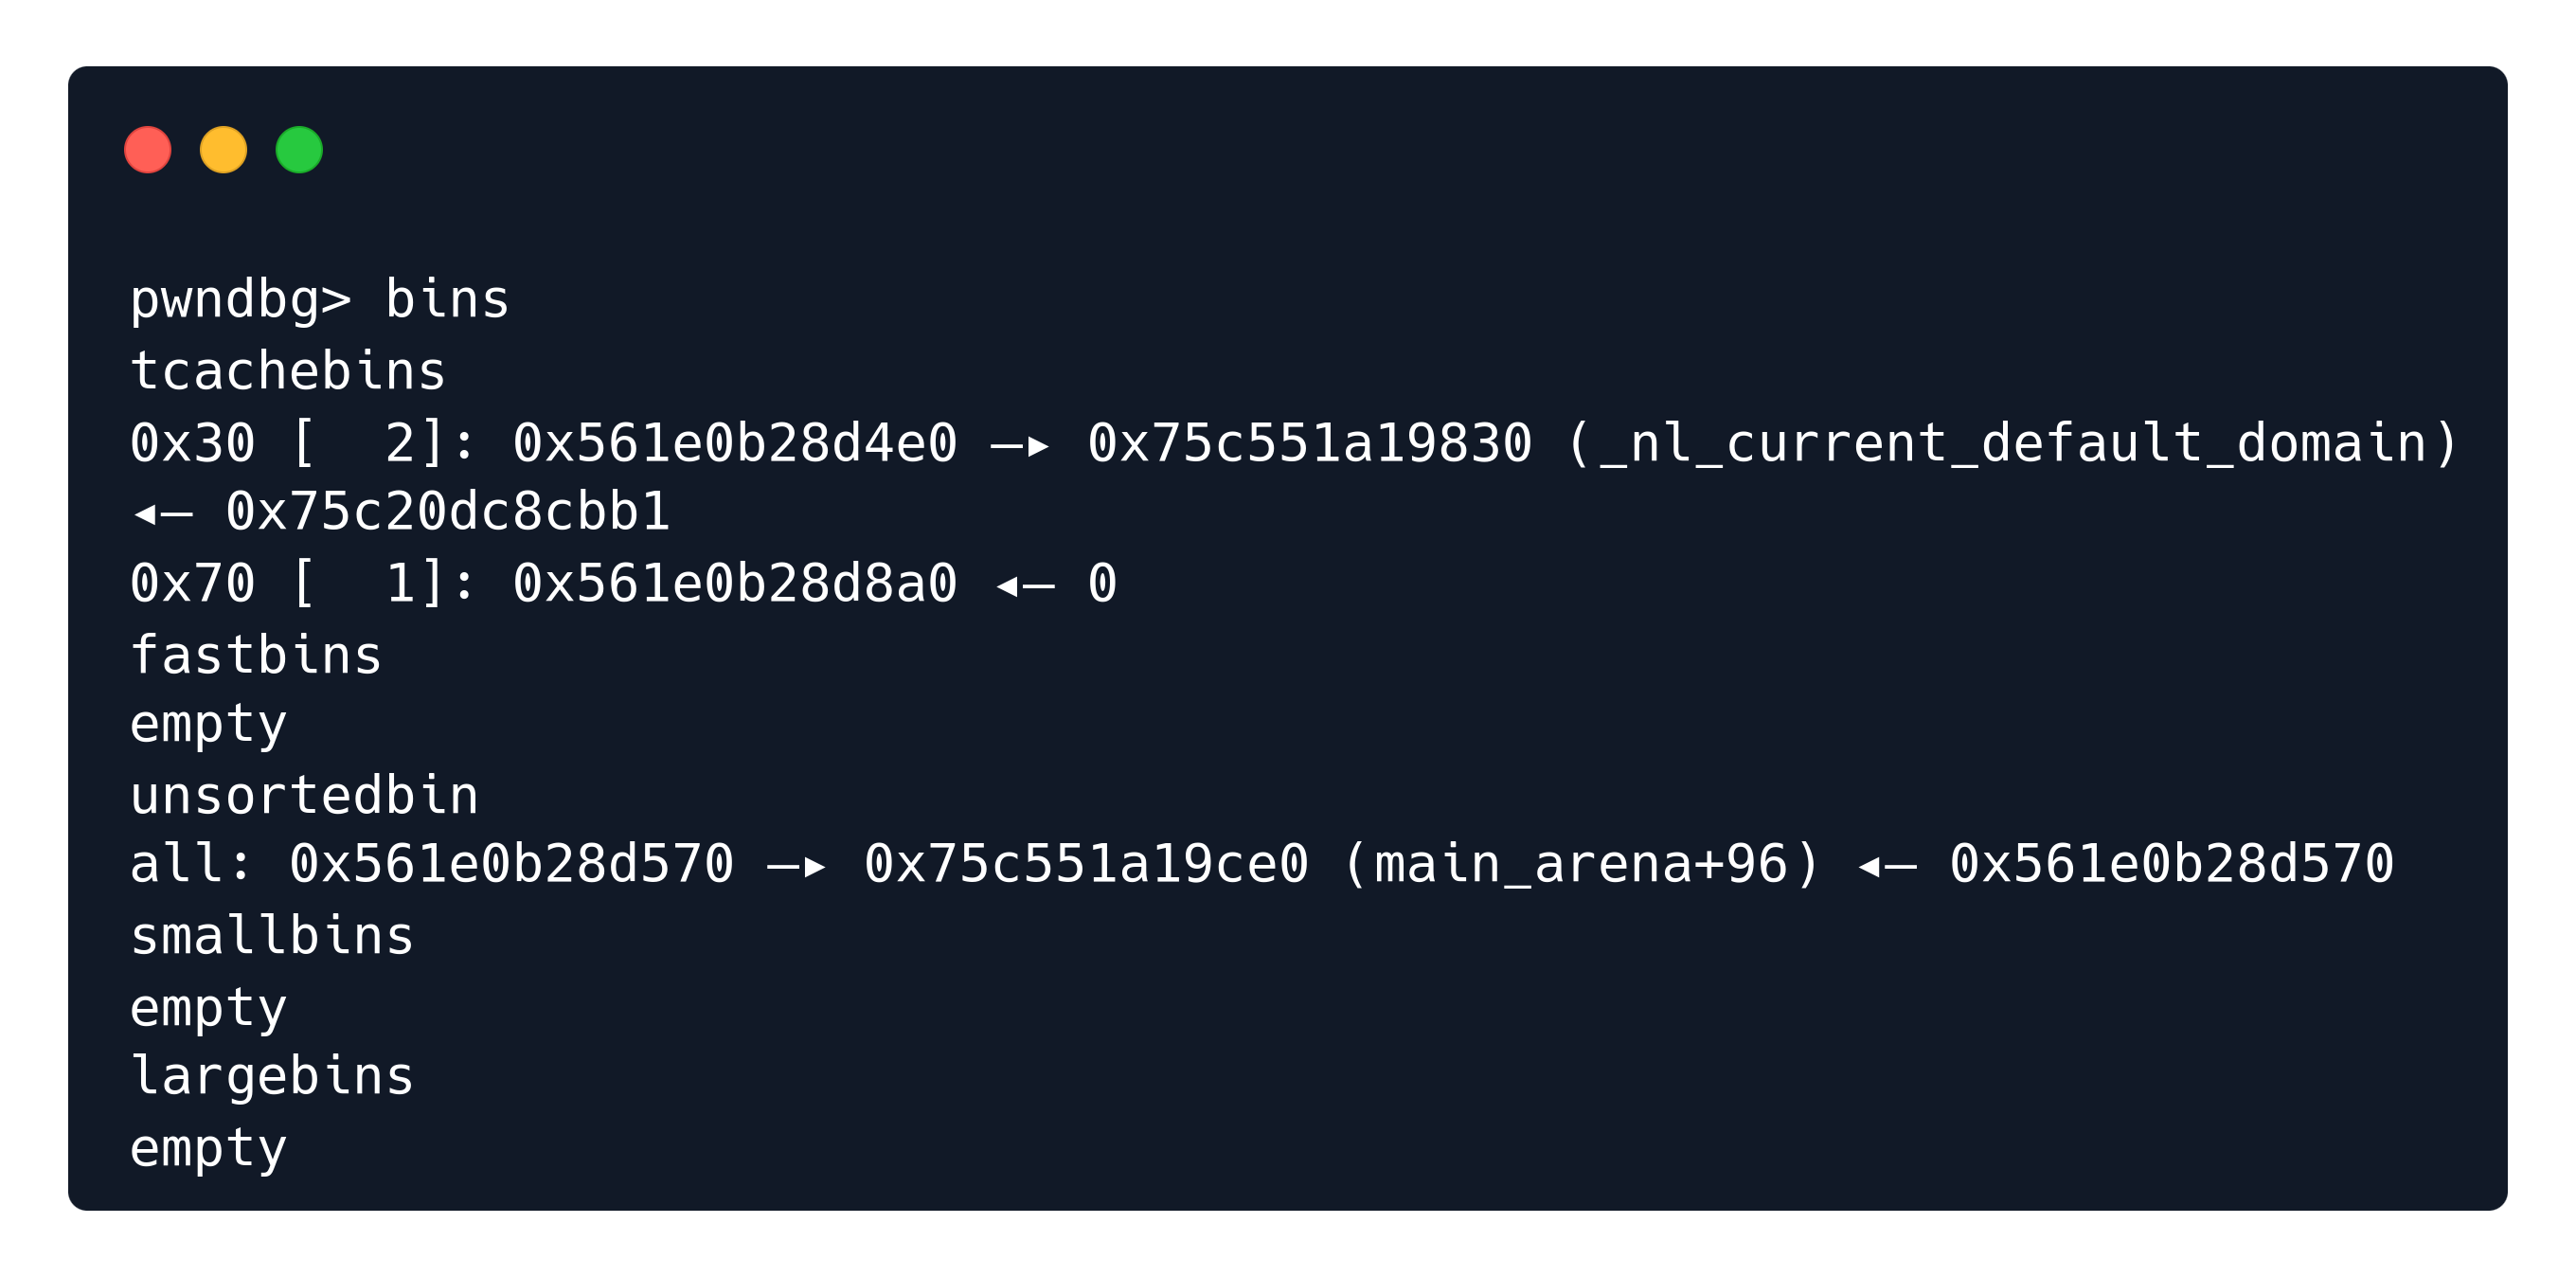 pwndbg> bins
tcachebins
0x30 [  2]: 0x561e0b28d4e0 —▸ 0x75c551a19830 (_nl_current_default_domain)
◂— 0x75c20dc8cbb1
0x70 [  1]: 0x561e0b28d8a0 ◂— 0
fastbins
empty
unsortedbin
all: 0x561e0b28d570 —▸ 0x75c551a19ce0 (main_arena+96) ◂— 0x561e0b28d570
smallbins
empty
largebins
empty